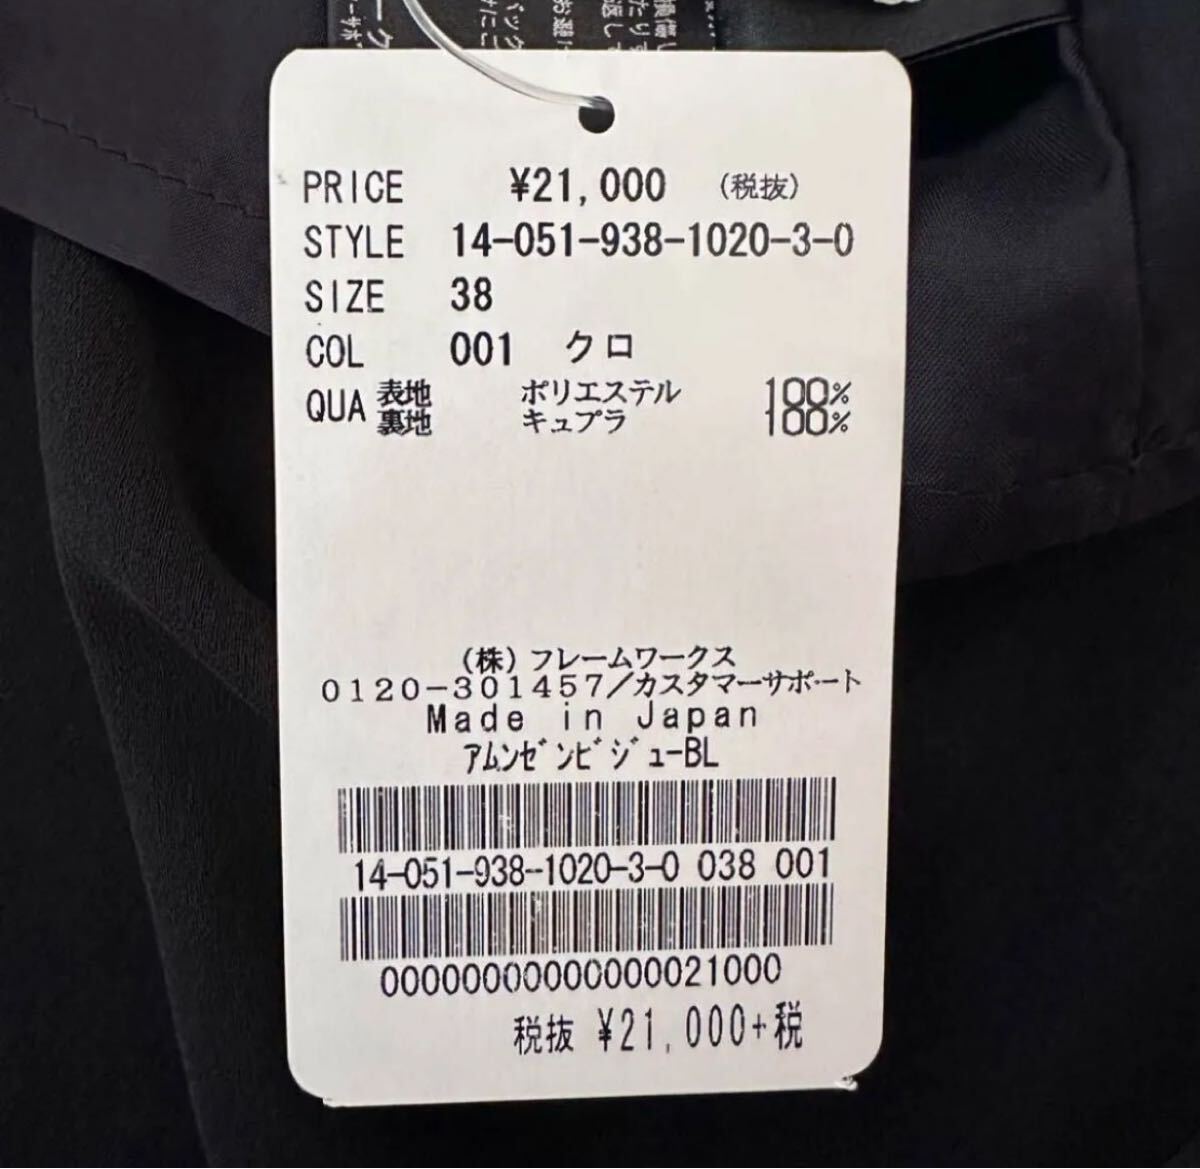 PRICE ¥21,000 (税抜)
STYLE 14-051-938-1020-3-0
SIZE 38
COL 001 クロ
QUA 表地 ポリエステル 100%
裏地 キュプラ 100%
(株)フレームワークス
0120-301457/カスタマーサポート
Made in Japan
アムンゼンビジュ-BL
14-051-938-1020-3-0 038 001
00000000000000021000
税抜 ¥21,000+税